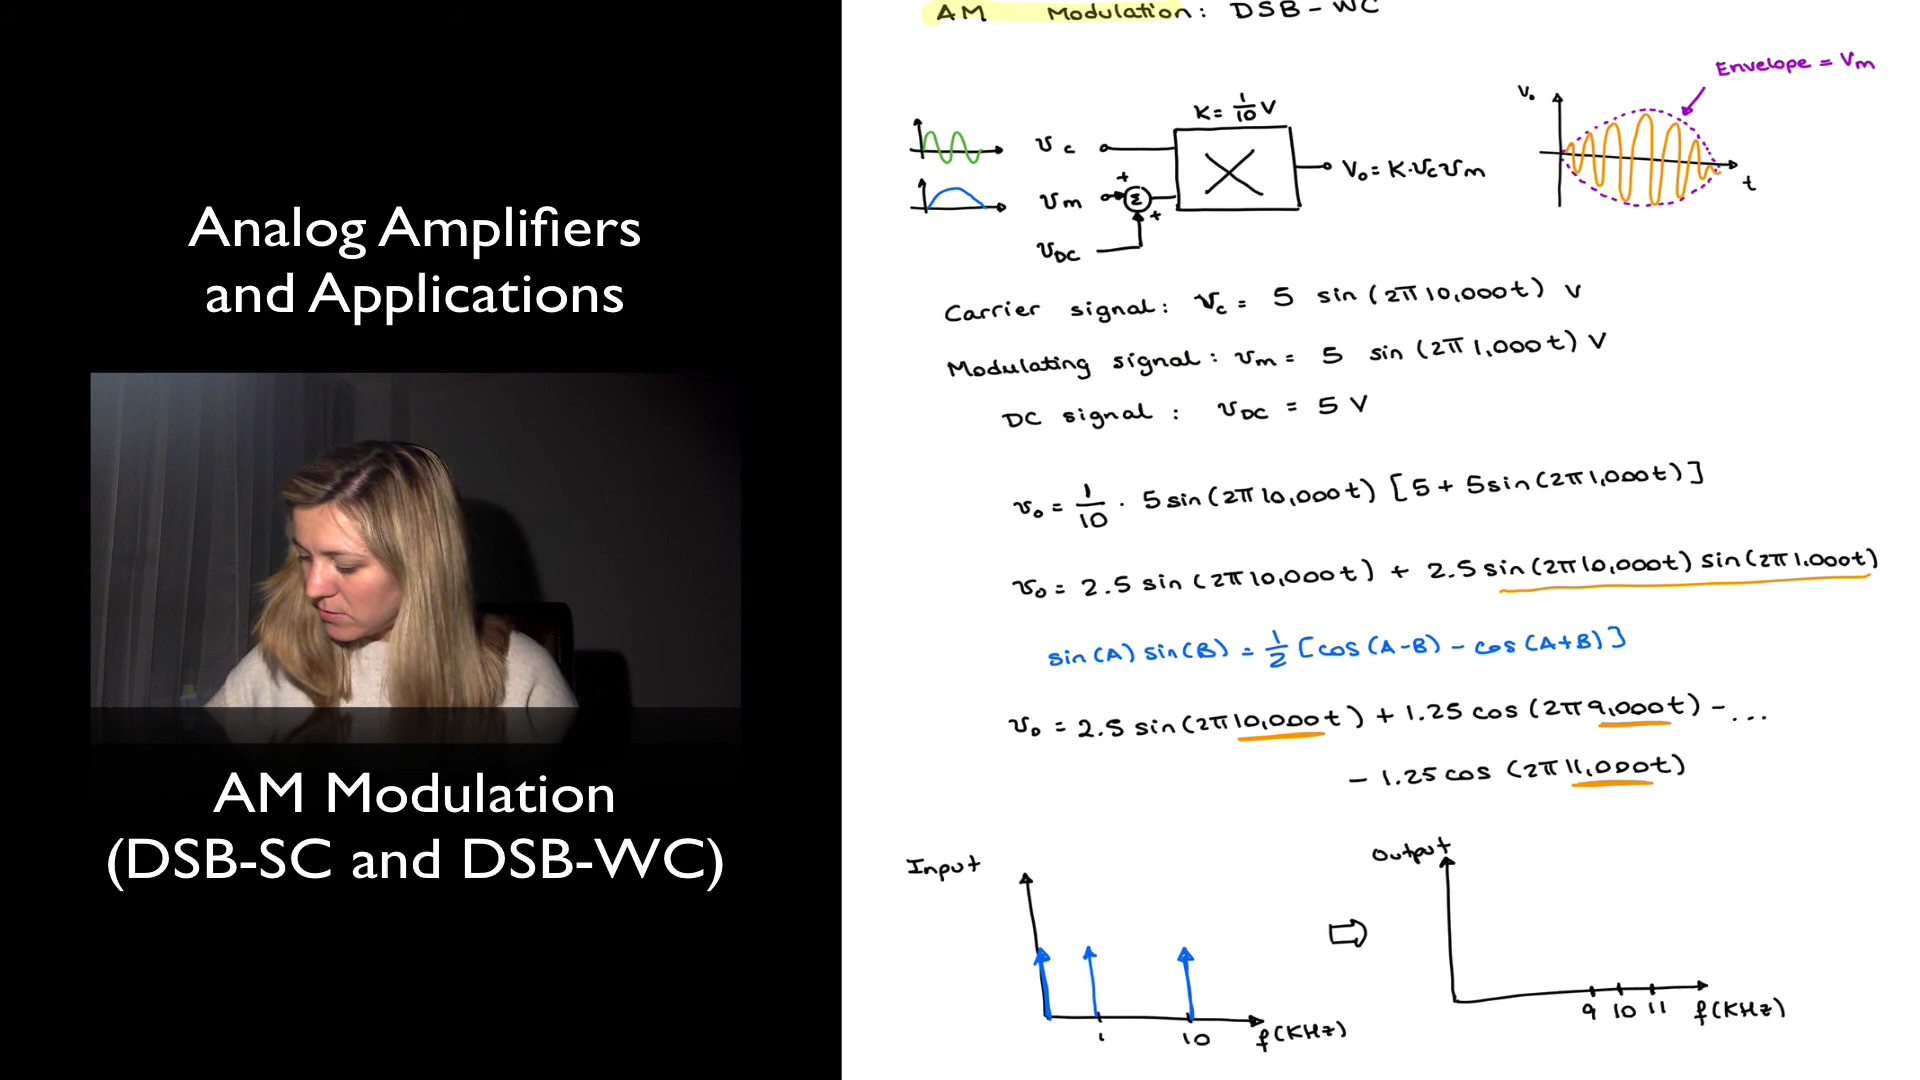 Analog Amplifiers
and Applications
AM Modulation
(DSB-SC and DSB-WC)
AM Modulation: DSB-WC
Envelope = Vm
K = 1/10 V
Vo
t
vc
vm
+
Σ
+
vDC
Vo = K·vc vm
Carrier signal: vc = 5 sin (2π 10,000t) V
Modulating signal: vm = 5 sin (2π 1,000t) V
DC signal: vDC = 5 V
vo = 1/10 · 5 sin (2π 10,000t) [5 + 5 sin (2π 1,000t)]
vo = 2.5 sin (2π 10,000t) + 2.5 sin (2π 10,000t) sin (2π 1,000t)
sin (A) sin (B) = 1/2 [cos (A-B) - cos (A+B)]
vo = 2.5 sin (2π 10,000t) + 1.25 cos (2π 9,000t) - ...
- 1.25 cos (2π 11,000t)
Input
Output
1 10 f(KHz)
9 10 11 f(KHz)